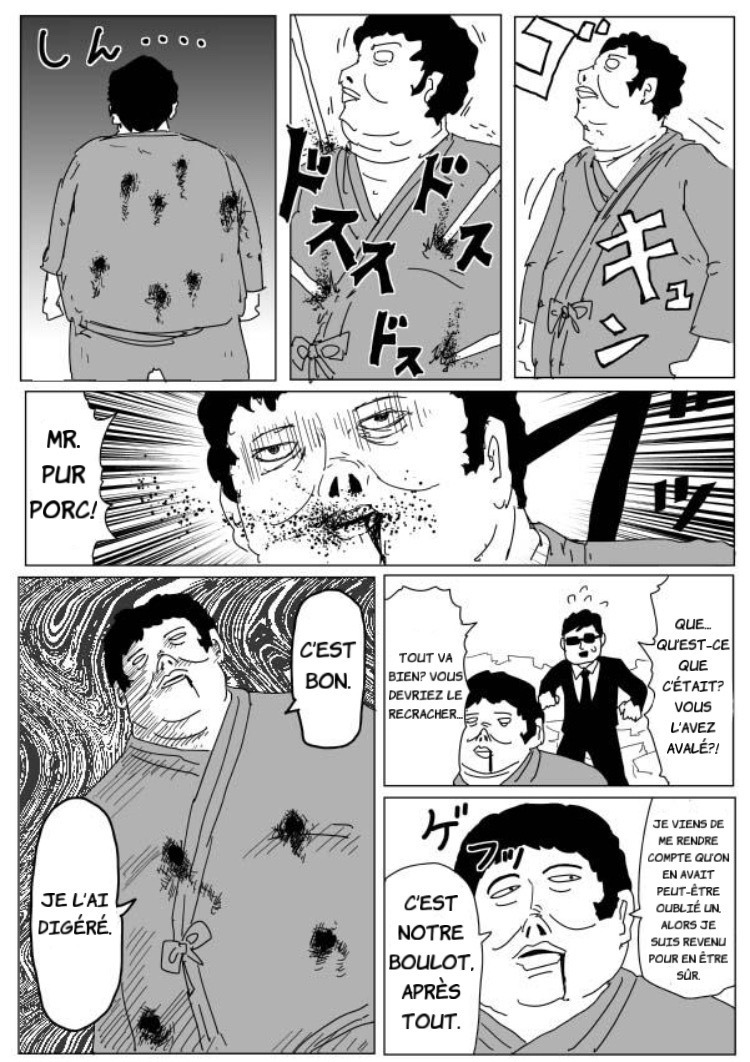 ゴ
キュン
ドス
ドススス
ドス
しん・・・・
ブッ
MR.
PUR
PORC!
QUE...
QU'EST-CE
QUE
C'ÉTAIT?
VOUS
L'AVEZ
AVALÉ?!
TOUT VA
BIEN? VOUS
DEVRIEZ LE
RECRACHER...
JE VIENS DE
ME RENDRE
COMPTE QU'ON
EN AVAIT
PEUT-ÊTRE
OUBLIÉ UN.
ALORS JE
SUIS REVENU
POUR EN ÊTRE
SÛR.
ゲフッ
C'EST
NOTRE
BOULOT,
APRÈS
TOUT.
C'EST
BON.
JE L'AI
DIGÉRÉ.